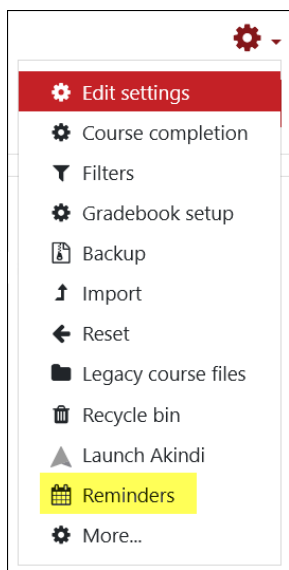 Edit settings
Course completion
Filters
Gradebook setup
Backup
Import
Reset
Legacy course files
Recycle bin
Launch Akindi
Reminders
More...